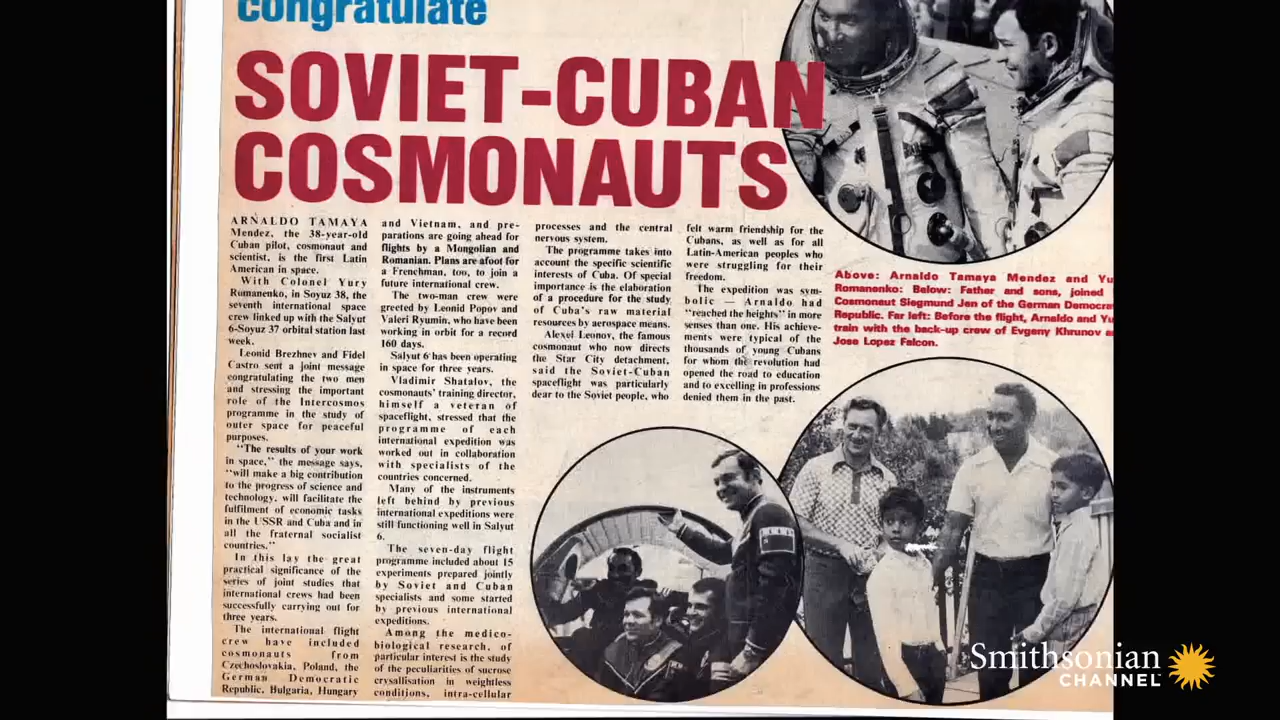 congratulate
SOVIET-CUBAN
COSMONAUTS
ARNALDO TAMAYA
Mendez, the 38-year-old
Cuban pilot, cosmonaut and
scientist, is the first Latin
American in space.
With Colonel Yury
Romanenko, in Soyuz 38, the
seventh international space
crew linked up with the Salyut
6-Soyuz 37 orbital station last
week.
Leonid Brezhnev and Fidel
Castro sent a joint message
congratulating the two men
and stressing the important
role of the Intercosmos
programme in the study of
outer space for peaceful
purposes.
"The results of your work
in space," the message says,
"will make a big contribution
to the progress of science and
technology, will facilitate the
fulfilment of economic tasks
in the USSR and Cuba and in
all the fraternal socialist
countries."
In this lay the great
practical significance of the
series of joint studies that
international crews had been
successfully carrying out for
three years.
The international flight
crew have included
cosmonauts from
Czechoslovakia, Poland, the
German Democratic
Republic, Bulgaria, Hungary
and Vietnam, and pre-
parations are going ahead for
flights by a Mongolian and
Romanian. Plans are afoot for
a Frenchman, too, to join a
future international crew.
The two-man crew were
greeted by Leonid Popov and
Valeri Ryumin, who have been
working in orbit for a record
160 days.
Salyut 6 has been operating
in space for three years.
Vladimir Shatalov, the
cosmonauts' training director,
himself a veteran of
spaceflight, stressed that the
programme of each
international expedition was
worked out in collaboration
with specialists of the
countries concerned.
Many of the instruments
left behind by previous
international expeditions were
still functioning well in Salyut
6.
The seven-day flight
programme included about 15
experiments prepared jointly
by Soviet and Cuban
specialists and some started
by previous international
expeditions.
Among the medico-
biological research, of
particular interest is the study
of the peculiarities of sucrose
crysallisation in weightless
conditions, intra-cellular
processes and the central
nervous system.
The programme takes into
account the specific scientific
interests of Cuba. Of special
importance is the elaboration
of a procedure for the study
of Cuba's raw material
resources by aerospace means.
Alexei Leonov, the famous
cosmonaut who now directs
the Star City detachment,
said the Soviet-Cuban
spaceflight was particularly
dear to the Soviet people, who
felt warm friendship for the
Cubans, as well as for all
Latin-American peoples who
were struggling for their
freedom.
The expedition was sym-
bolic — Arnaldo had
"reached the heights" in more
senses than one. His achieve-
ments were typical of the
thousands of young Cubans
for whom the revolution had
opened the road to education
and to excelling in professions
denied them in the past.
Above: Arnaldo Tamaya Mendez and Yu
Romanenko: Below: Father and sons, joined
Cosmonaut Siegmund Jen of the German Democra
Republic. Far left: Before the flight, Arnaldo and Yu
train with the back-up crew of Evgeny Khrunov a
Jose Lopez Falcon.
Smithsonian
CHANNEL